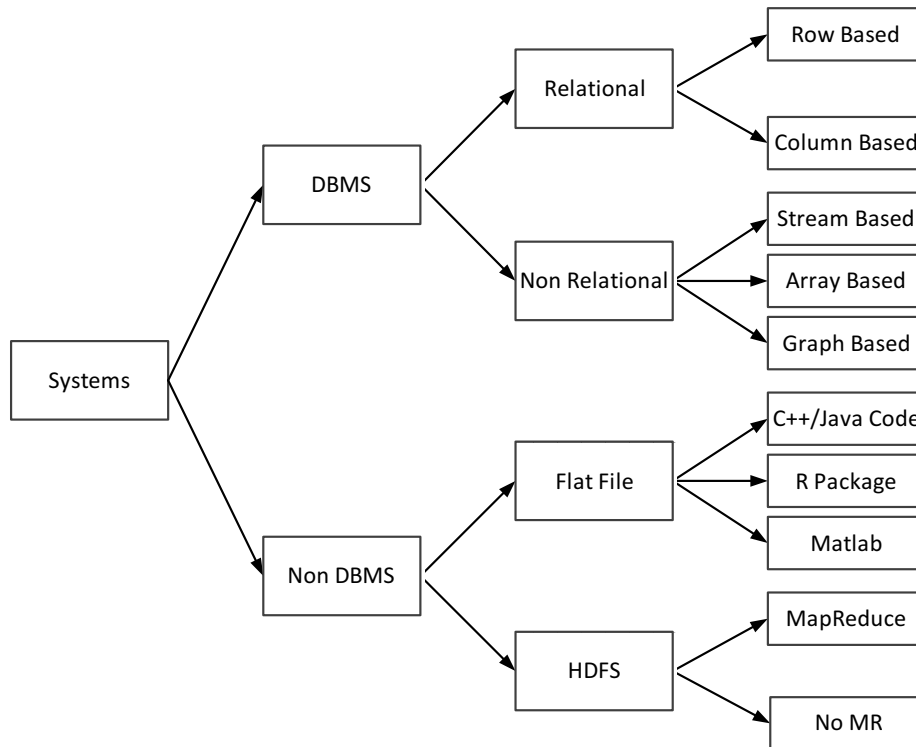 Row Based
Relational
Column Based
DBMS
Stream Based
Non Relational
Array Based
Graph Based
Systems
C++/Java Code
Flat File
R Package
Matlab
Non DBMS
MapReduce
HDFS
No MR